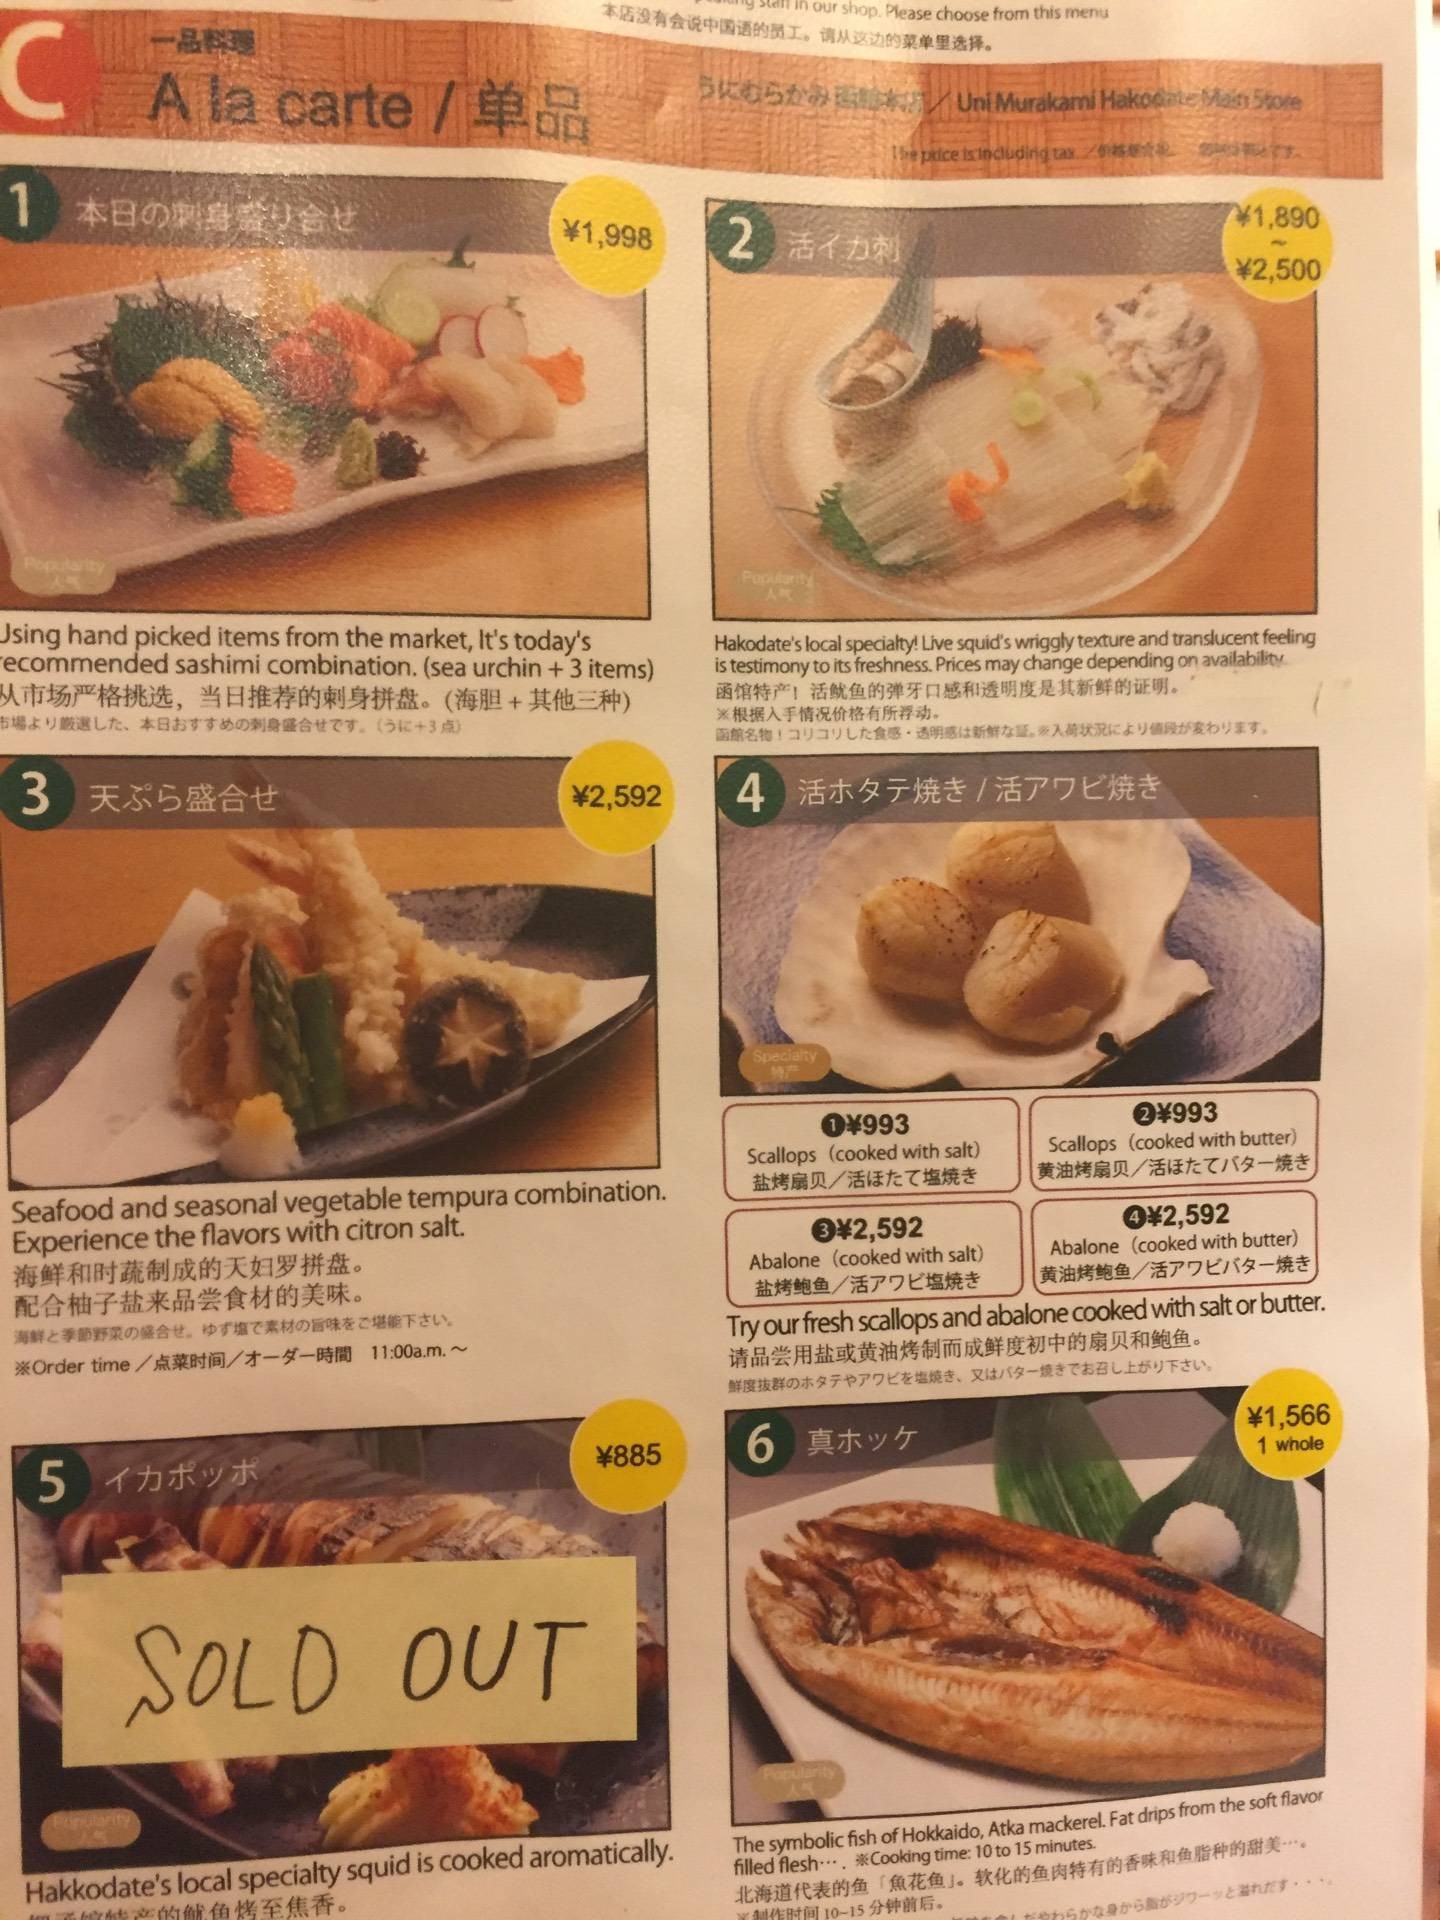 staff in our shop. Please choose from this menu
本店没有会说中国语的员工。请从这边的菜单里选择。
C
一品料理
A la carte / 单品
うにむらかみ 函館本店／Uni Murakami Hakodate Main Store
The price is including tax.
1
本日の刺身盛り合せ
¥1,998
Popularity
人气
Using hand picked items from the market, It's today's
recommended sashimi combination. (sea urchin + 3 items)
从市场严格挑选，当日推荐的刺身拼盘。(海胆 + 其他三种)
市場より厳選した、本日おすすめの刺身盛合せです。（うに＋3点）
2
活イカ刺
¥1,890
~
¥2,500
Popularity
人气
Hakodate's local specialty! Live squid's wriggly texture and translucent feeling
is testimony to its freshness. Prices may change depending on availability.
函馆特产！活鱿鱼的弹牙口感和透明度是其新鲜的证明。
※根据入手情况价格有所浮动。
函館名物！コリコリした食感・透明感は新鮮な証。※入荷状況により値段が変わります。
3
天ぷら盛合せ
¥2,592
Seafood and seasonal vegetable tempura combination.
Experience the flavors with citron salt.
海鲜和时蔬制成的天妇罗拼盘。
配合柚子盐来品尝食材的美味。
海鮮と季節野菜の盛合せ。ゆず塩で素材の旨味をご堪能下さい。
※Order time ／点菜时间／オーダー時間 11:00a.m.～
4
活ホタテ焼き / 活アワビ焼き
Specialty
特产
❶¥993
Scallops（cooked with salt）
盐烤扇贝／活ほたて塩焼き
❷¥993
Scallops（cooked with butter）
黄油烤扇贝／活ほたてバター焼き
❸¥2,592
Abalone（cooked with salt）
盐烤鲍鱼／活アワビ塩焼き
❹¥2,592
Abalone（cooked with butter）
黄油烤鲍鱼／活アワビバター焼き
Try our fresh scallops and abalone cooked with salt or butter.
请品尝用盐或黄油烤制而成鲜度初中的扇贝和鲍鱼。
鮮度抜群のホタテやアワビを塩焼き、又はバター焼きでお召し上がり下さい。
5
イカポッポ
¥885
SOLD OUT
Popularity
人气
Hakkodate's local specialty squid is cooked aromatically.
特产的鱿鱼烤至焦香。
6
真ホッケ
¥1,566
1 whole
Popularity
人气
The symbolic fish of Hokkaido, Atka mackerel. Fat drips from the soft flavor
filled flesh…. ※Cooking time: 10 to 15 minutes.
北海道代表的鱼「魚花鱼」。软化的鱼肉特有的香味和鱼脂种的甜美…。
※制作时间 10~15 分钟前后。
やわらかな身から脂がジワーッと溢れだす・・・。